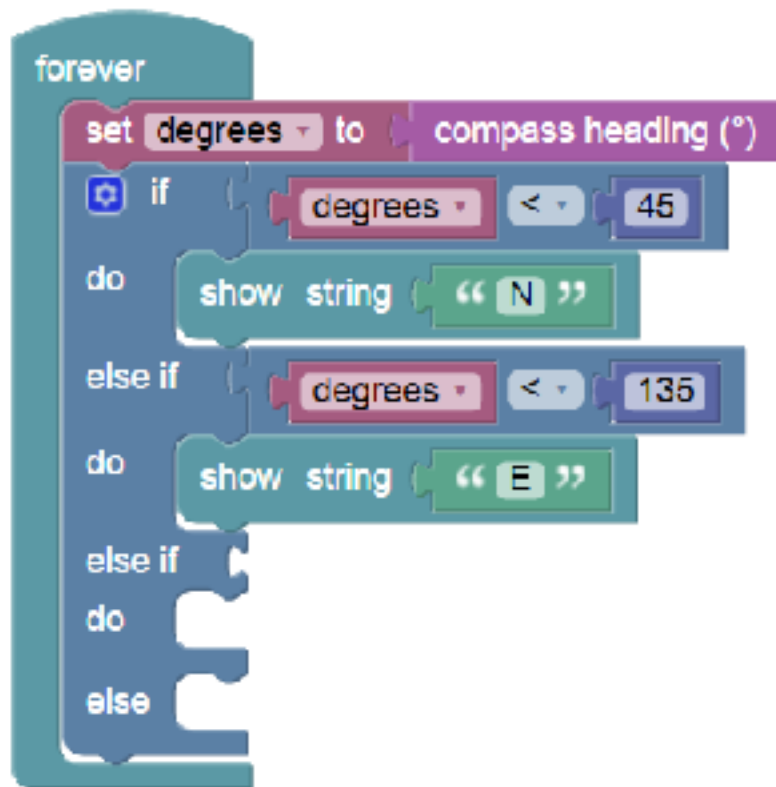 forever
set degrees to compass heading (°)
if degrees < 45
do show string “ N ”
else if degrees < 135
do show string “ E ”
else if
do
else